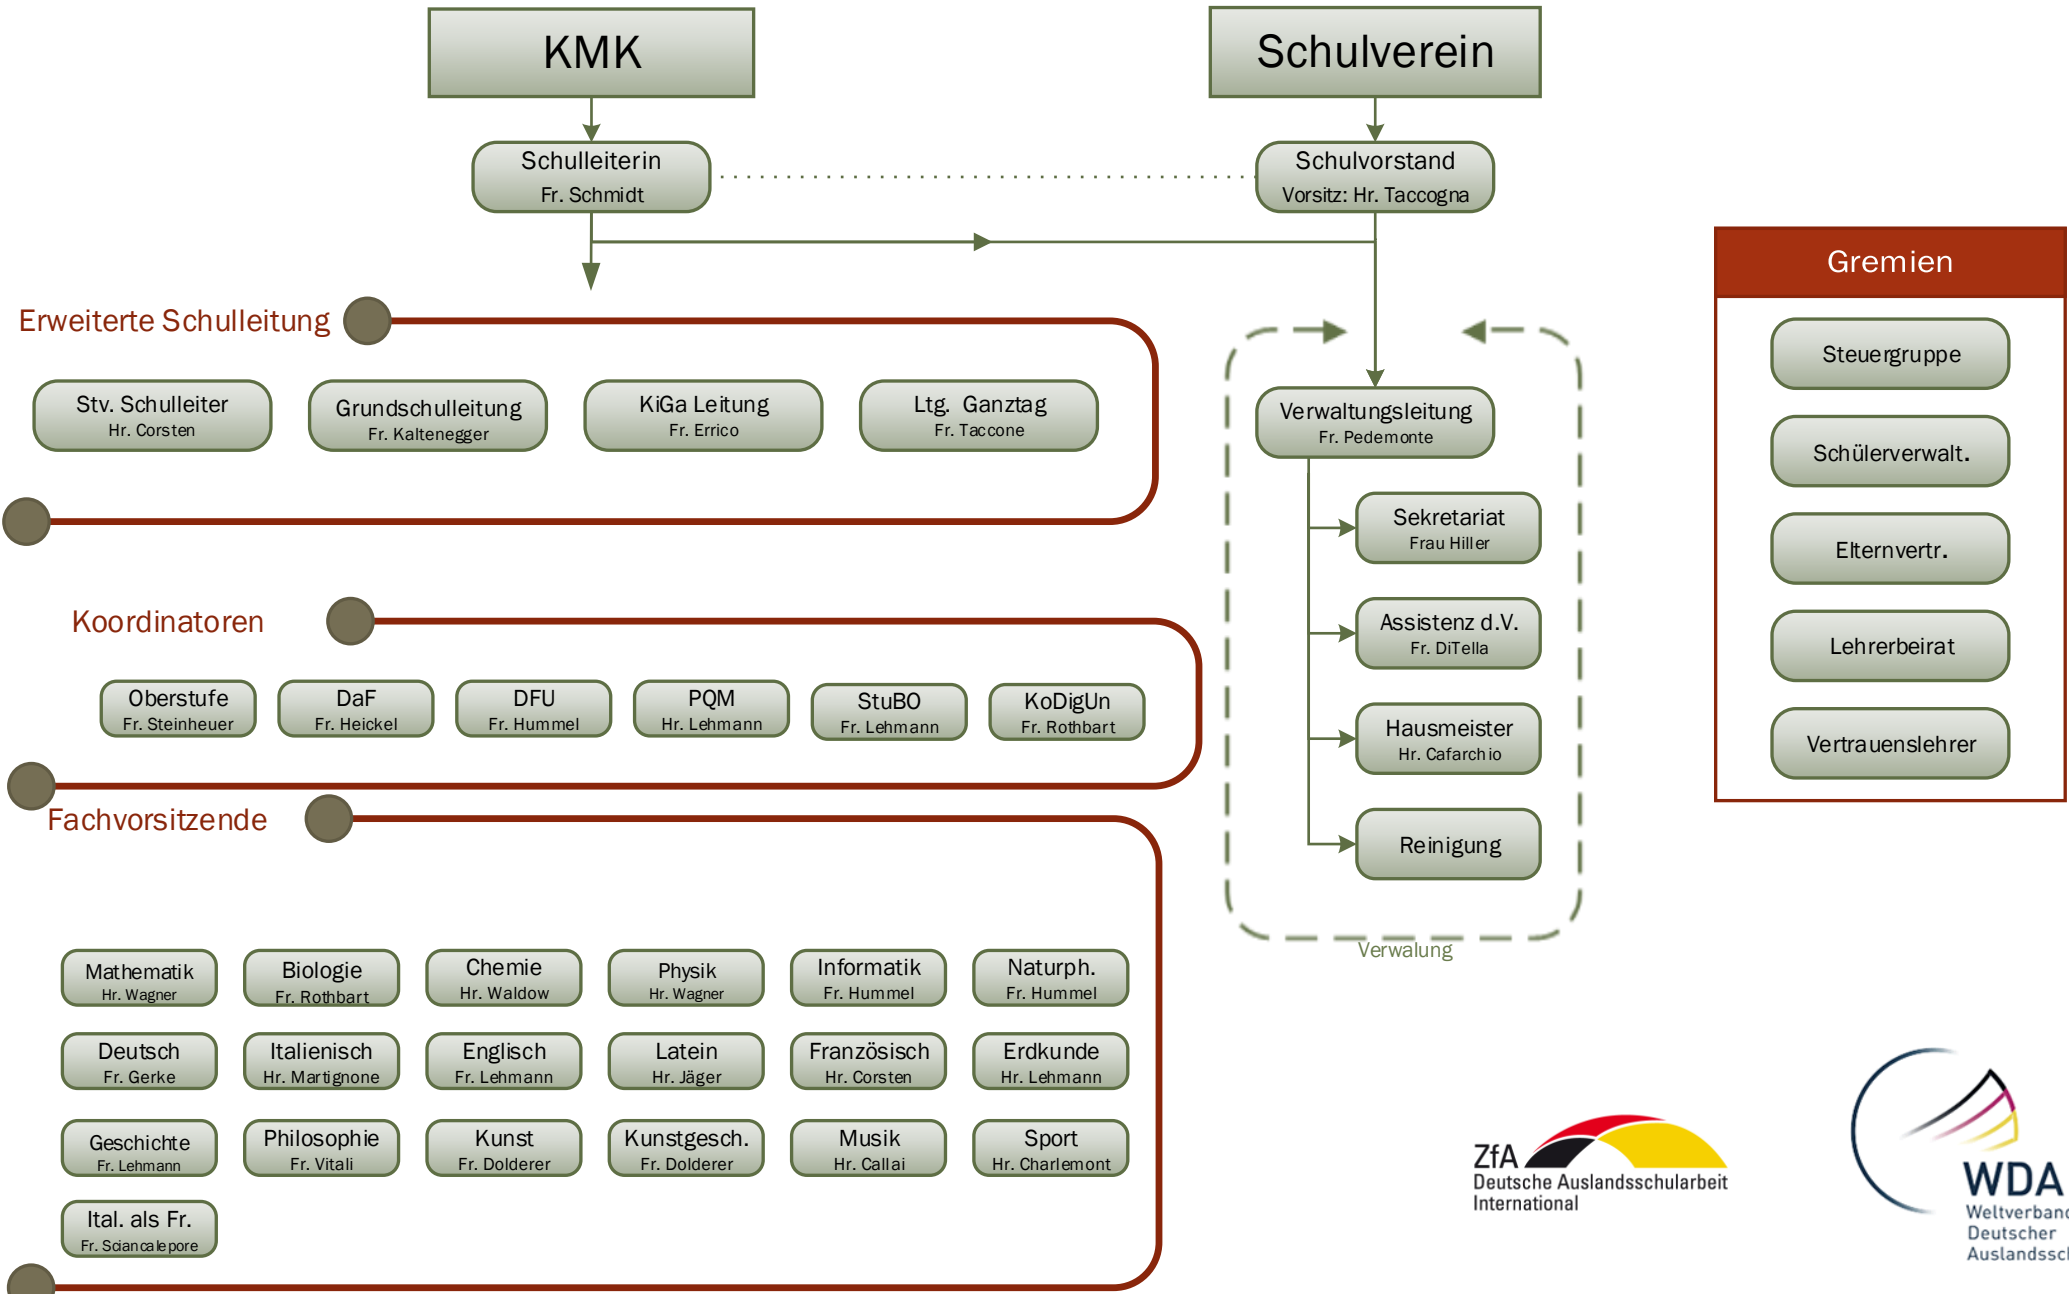 KMK
Schulverein
Schulleiterin
Fr. Schmidt
Schulvorstand
Vorsitz: Hr. Taccogna
Gremien
Steuergruppe
Schülerverwalt.
Elternvertr.
Lehrerbeirat
Vertrauenslehrer
Erweiterte Schulleitung
Stv. Schulleiter
Hr. Corsten
Grundschulleitung
Fr. Kaltenegger
KiGa Leitung
Fr. Errico
Ltg. Ganztag
Fr. Taccone
Verwaltungsleitung
Fr. Pedemonte
Sekretariat
Frau Hiller
Assistenz d.V.
Fr. DiTella
Hausmeister
Hr. Cafarchio
Reinigung
Verwalung
Koordinatoren
Oberstufe
Fr. Steinheuer
DaF
Fr. Heickel
DFU
Fr. Hummel
PQM
Hr. Lehmann
StuBO
Fr. Lehmann
KoDigUn
Fr. Rothbart
Fachvorsitzende
Mathematik
Hr. Wagner
Biologie
Fr. Rothbart
Chemie
Hr. Waldow
Physik
Hr. Wagner
Informatik
Fr. Hummel
Naturph.
Fr. Hummel
Deutsch
Fr. Gerke
Italienisch
Hr. Martignone
Englisch
Fr. Lehmann
Latein
Hr. Jäger
Französisch
Hr. Corsten
Erdkunde
Hr. Lehmann
Geschichte
Fr. Lehmann
Philosophie
Fr. Vitali
Kunst
Fr. Dolderer
Kunstgesch.
Fr. Dolderer
Musik
Hr. Callai
Sport
Hr. Charlemont
Ital. als Fr.
Fr. Sciancalepore
ZfA
Deutsche Auslandsschularbeit
International
WDA
Weltverband
Deutscher